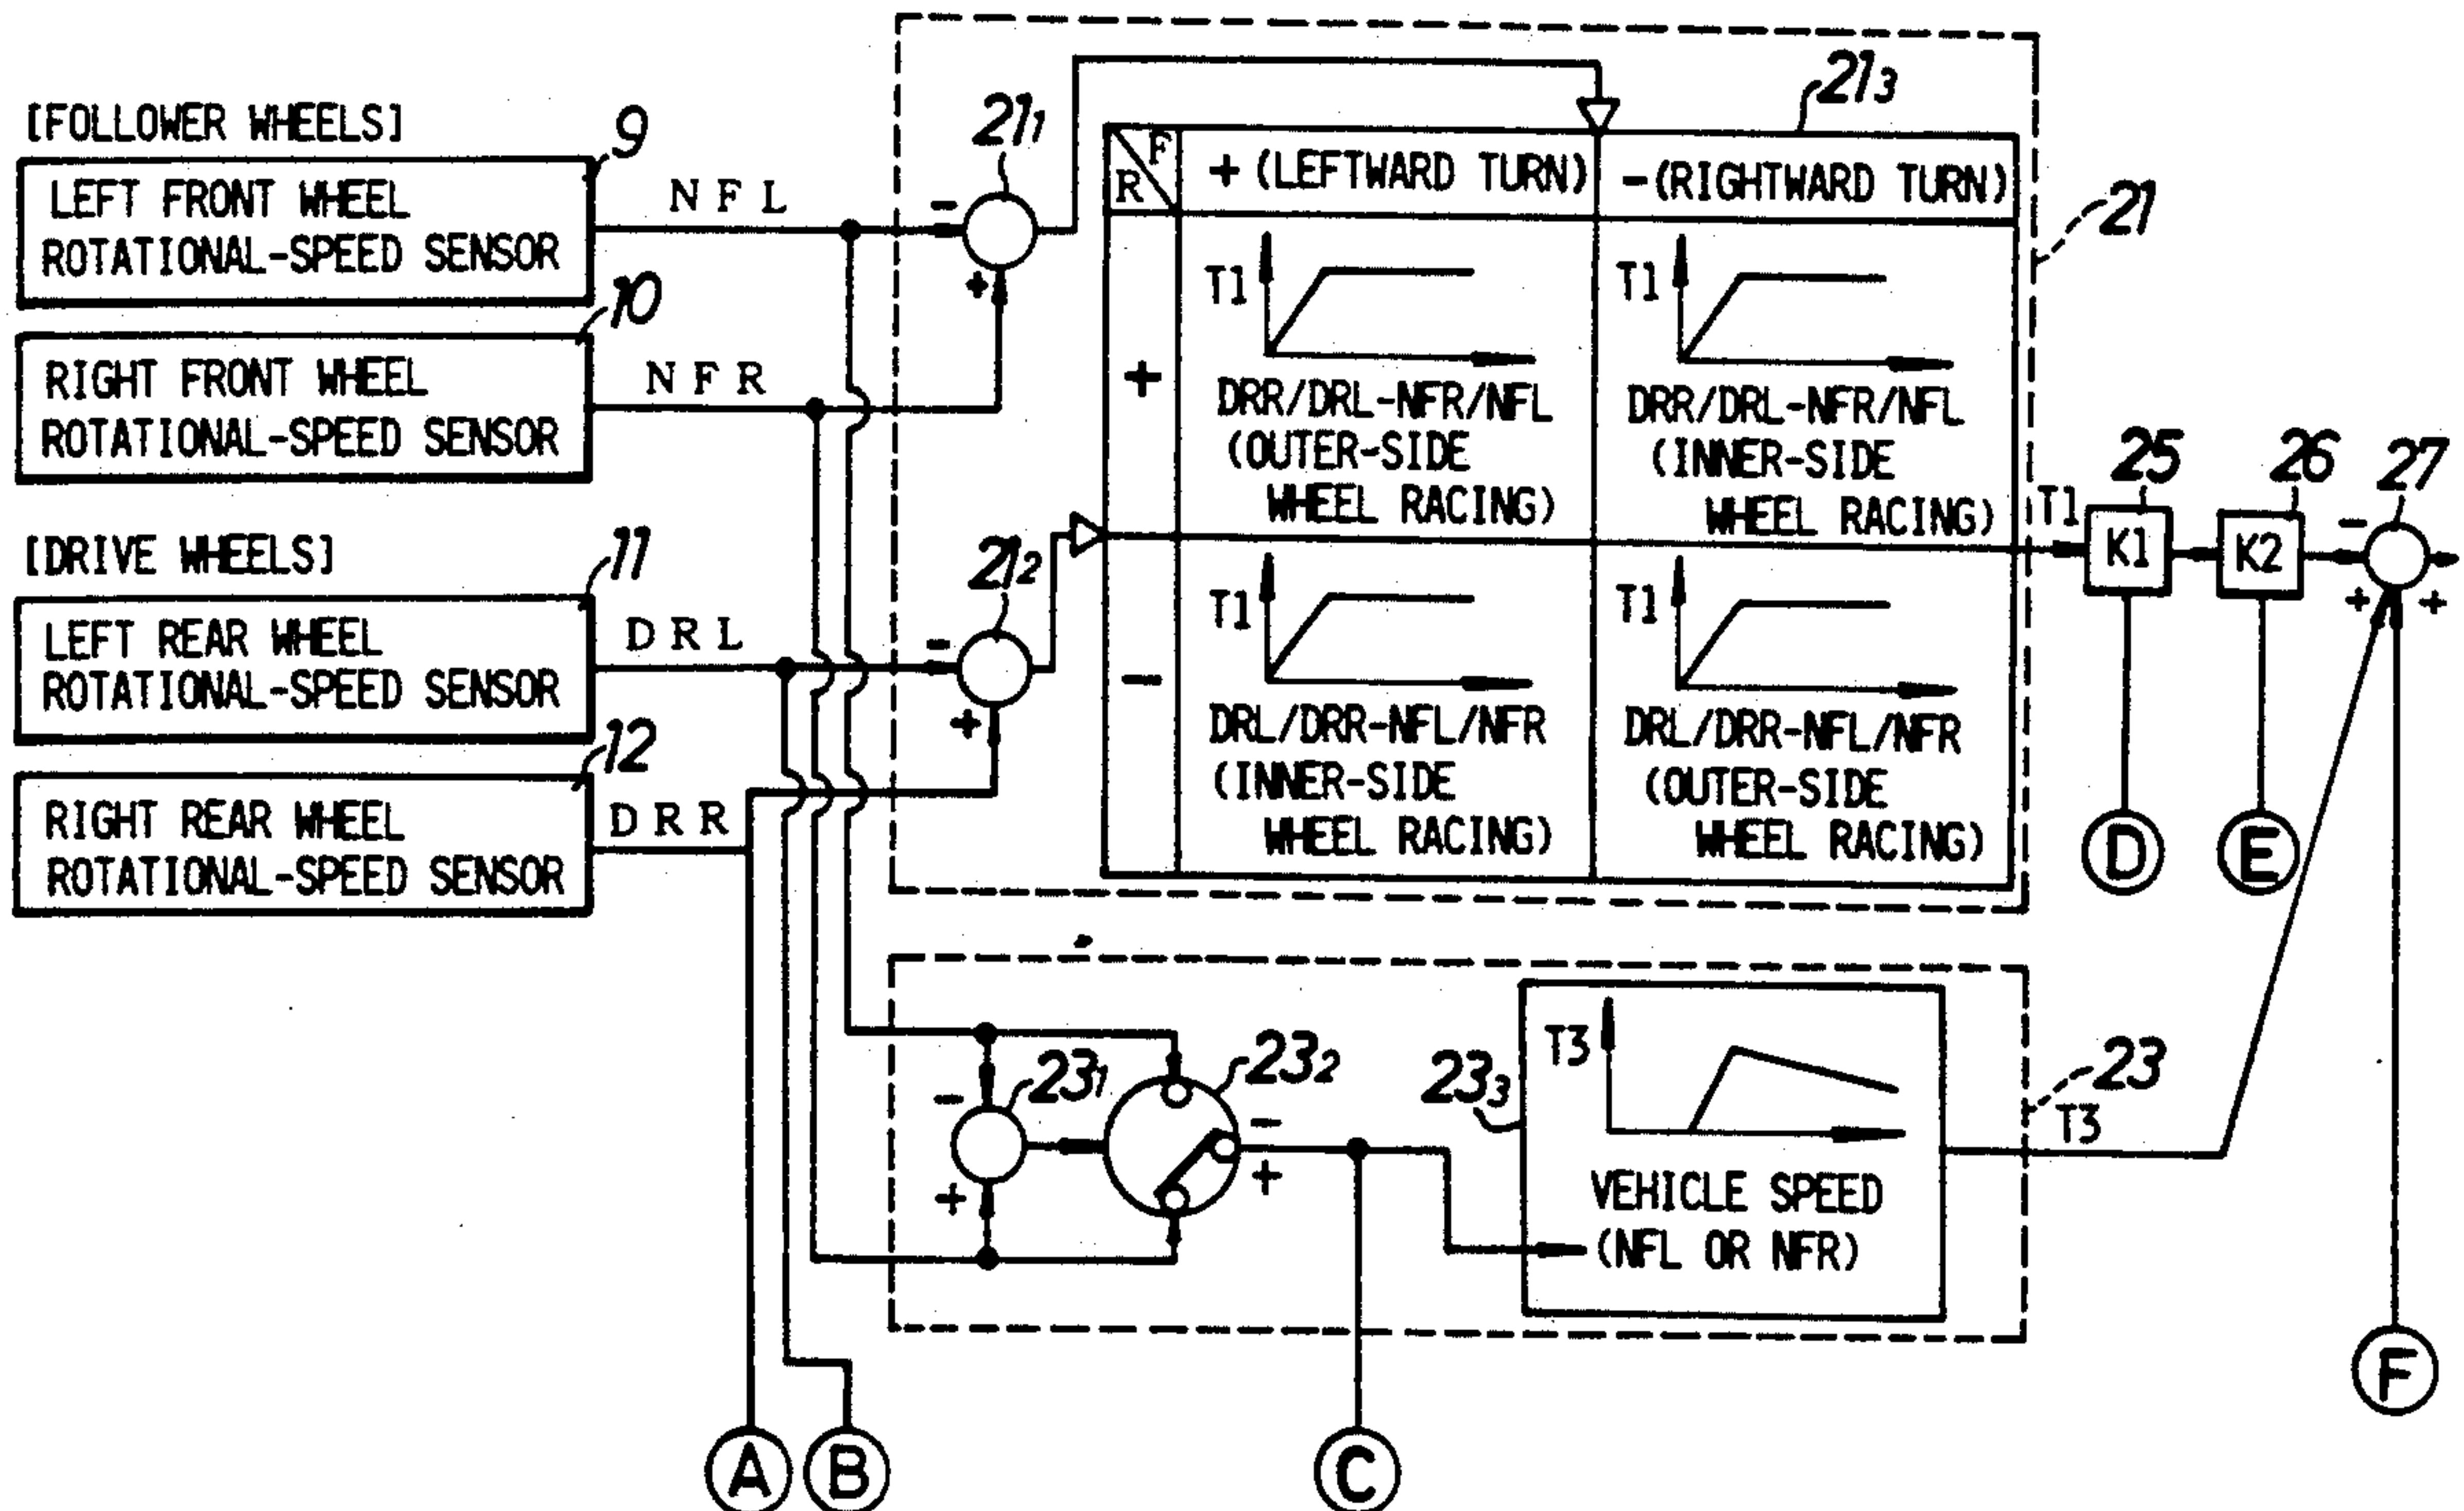 [FOLLOWER WHEELS]
9
LEFT FRONT WHEEL
ROTATIONAL-SPEED SENSOR
NFL
10
RIGHT FRONT WHEEL
ROTATIONAL-SPEED SENSOR
NFR
[DRIVE WHEELS]
11
LEFT REAR WHEEL
ROTATIONAL-SPEED SENSOR
DRL
12
RIGHT REAR WHEEL
ROTATIONAL-SPEED SENSOR
DRR
21₁
-
+
21₂
-
+
21₃
21
F
R
+ (LEFTWARD TURN)
- (RIGHTWARD TURN)
+
T1
DRR/DRL-NFR/NFL
(OUTER-SIDE
WHEEL RACING)
T1
DRR/DRL-NFR/NFL
(INNER-SIDE
WHEEL RACING)
-
T1
DRL/DRR-NFL/NFR
(INNER-SIDE
WHEEL RACING)
T1
DRL/DRR-NFL/NFR
(OUTER-SIDE
WHEEL RACING)
T1
25
K1
26
K2
27
-
+
+
D
E
23₁
-
+
23₂
-
+
23₃
T3
VEHICLE SPEED
(NFL OR NFR)
23
T3
F
A
B
C